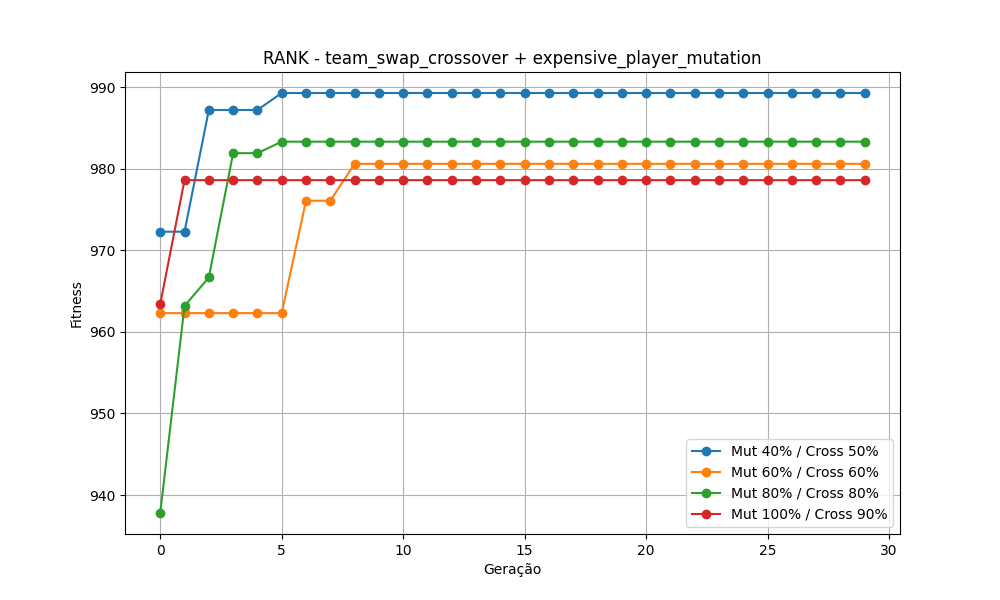 RANK - team_swap_crossover + expensive_player_mutation
990
980
970
960
950
940
Fitness
0
5
10
15
20
25
30
Geração
Mut 40% / Cross 50%
Mut 60% / Cross 60%
Mut 80% / Cross 80%
Mut 100% / Cross 90%